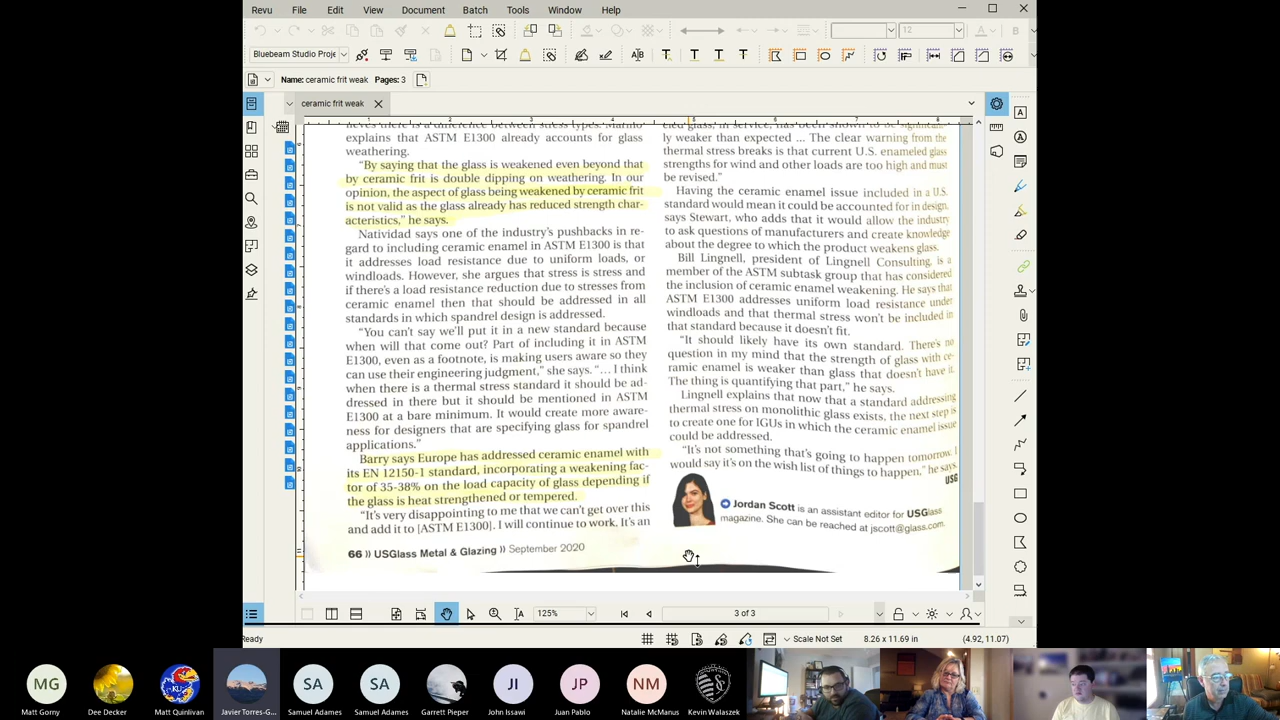 Revu
File
Edit
View
Document
Batch
Tools
Window
Help
12
Bluebeam Studio Proje
Name: ceramic frit weak Pages: 3
ceramic frit weak
explains that ASTM E1300 already accounts for glass
weathering.
"By saying that the glass is weakened even beyond that
by ceramic frit is double dipping on weathering. In our
opinion, the aspect of glass being weakened by ceramic frit
is not valid as the glass already has reduced strength char-
acteristics," he says.
Natividad says one of the industry's pushbacks in re-
gard to including ceramic enamel in ASTM E1300 is that
it addresses load resistance due to uniform loads, or
windloads. However, she argues that stress is stress and
if there's a load resistance reduction due to stresses from
ceramic enamel then that should be addressed in all
standards in which spandrel design is addressed.
"You can't say we'll put it in a new standard because
when will that come out? Part of including it in ASTM
E1300, even as a footnote, is making users aware so they
can use their engineering judgment," she says. "… I think
when there is a thermal stress standard it should be ad-
dressed in there but it should be mentioned in ASTM
E1300 at a bare minimum. It would create more aware-
ness for designers that are specifying glass for spandrel
applications."
Barry says Europe has addressed ceramic enamel with
its EN 12150-1 standard, incorporating a weakening fac-
tor of 35-38% on the load capacity of glass depending if
the glass is heat strengthened or tempered.
"It's very disappointing to me that we can't get over this
and add it to [ASTM E1300]. I will continue to work. It's an
ly weaker than expected … The clear warning from the
thermal stress breaks is that current U.S. enameled glass
strengths for wind and other loads are too high and must
be revised."
Having the ceramic enamel issue included in a U.S.
standard would mean it could be accounted for in design,
says Stewart, who adds that it would allow the industry
to ask questions of manufacturers and create knowledge
about the degree to which the product weakens glass.
Bill Lingnell, president of Lingnell Consulting, is a
member of the ASTM subtask group that has considered
the inclusion of ceramic enamel weakening. He says that
ASTM E1300 addresses uniform load resistance under
windloads and that thermal stress won't be included in
that standard because it doesn't fit.
"It should likely have its own standard. There's no
question in my mind that the strength of glass with ce-
ramic enamel is weaker than glass that doesn't have it.
The thing is quantifying that part," he says.
Lingnell explains that now that a standard addressing
thermal stress on monolithic glass exists, the next step is
to create one for IGUs in which the ceramic enamel issue
could be addressed.
"It's not something that's going to happen tomorrow. I
would say it's on the wish list of things to happen," he says.
USG
Jordan Scott is an assistant editor for USGlass
magazine. She can be reached at jscott@glass.com.
66 )) USGlass Metal & Glazing )) September 2020
125%
3 of 3
Ready
Scale Not Set
8.26 x 11.69 in
(4.92, 11.07)
MG
SA
SA
JI
JP
NM
Matt Gorny
Dee Decker
Matt Quinlivan
Javier Torres-G...
Samuel Adames
Samuel Adames
Garrett Pieper
John Issawi
Juan Pablo
Natalie McManus
Kevin Walaszek